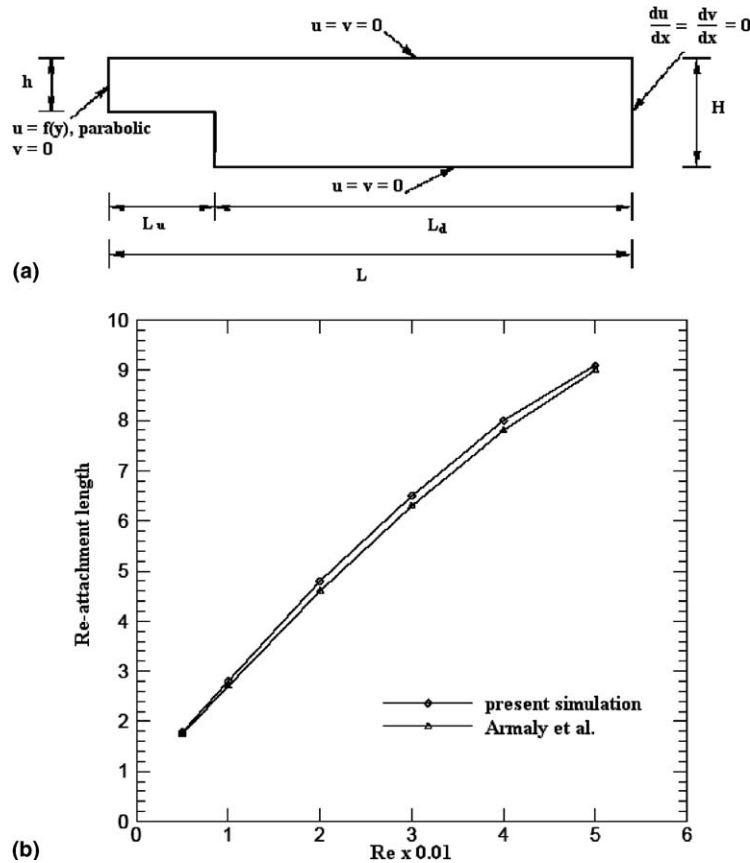 u = v = 0
du/dx = dv/dx = 0
h
H
u = f(y), parabolic
v = 0
u = v = 0
L u
Ld
L
(a)
10
9
8
7
6
5
4
3
2
1
0
Re-attachment length
present simulation
Armaly et al.
0 1 2 3 4 5 6
Re x 0.01
(b)